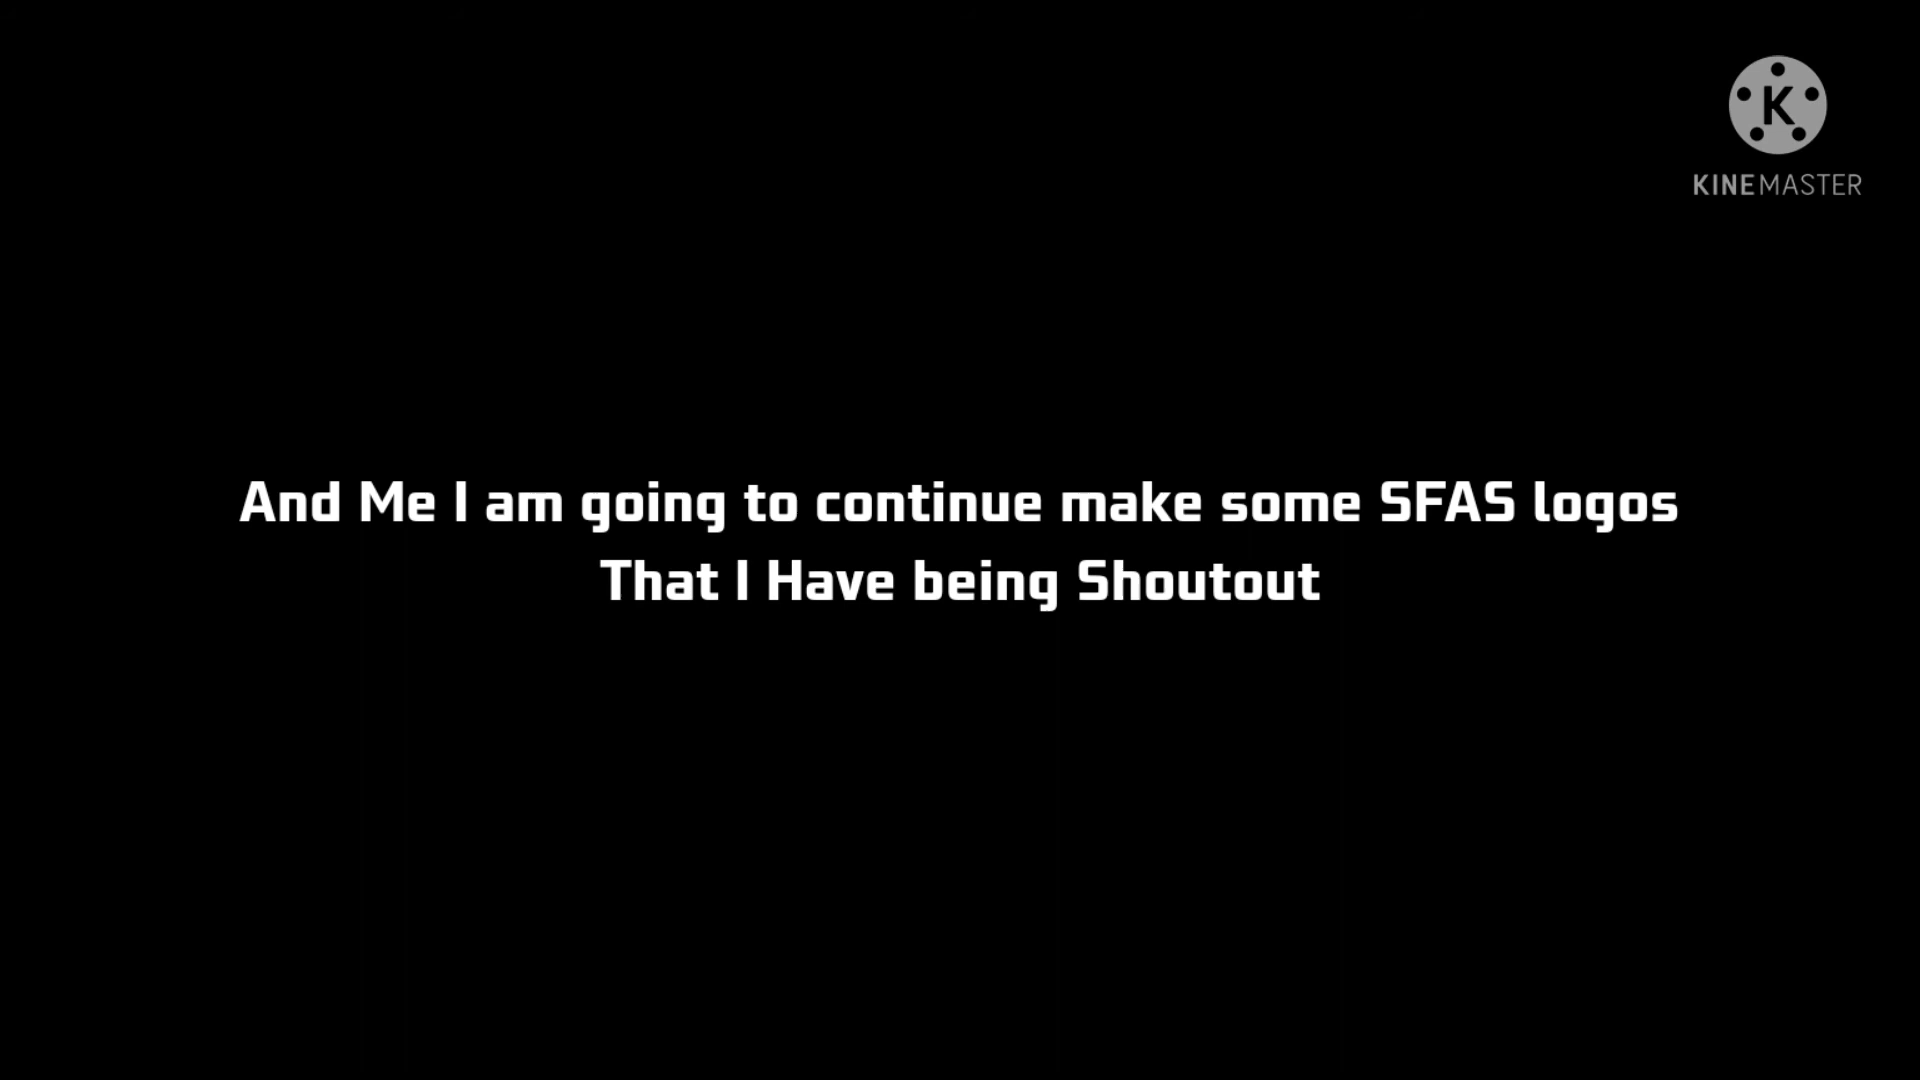 KINEMASTER
And Me I am going to continue make some SFAS logos
That I Have being Shoutout